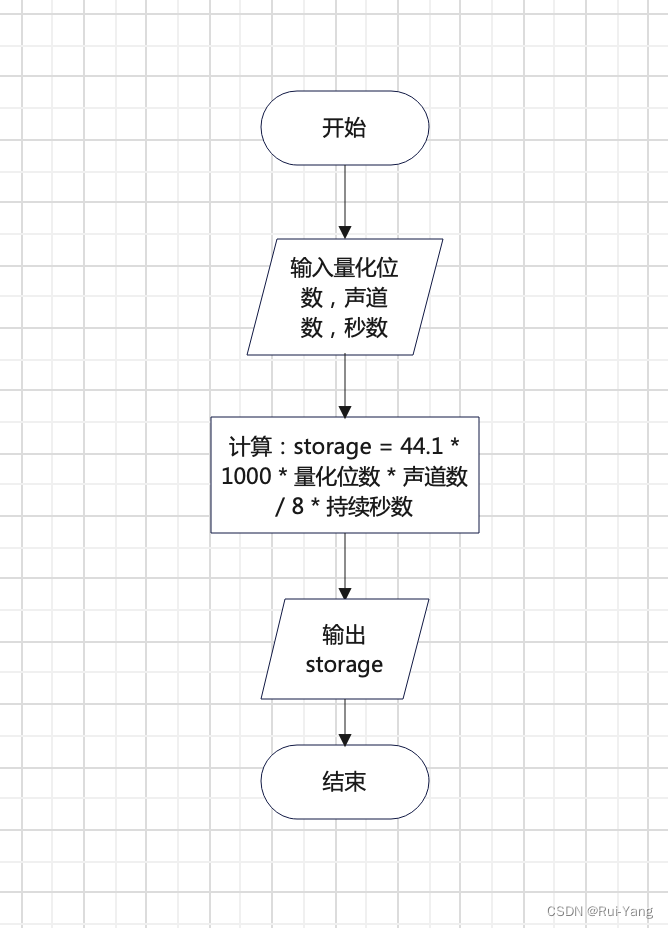 开始
输入量化位
数，声道
数，秒数
计算：storage = 44.1 *
1000 * 量化位数 * 声道数
/ 8 * 持续秒数
输出
storage
结束
CSDN @Rui-Yang